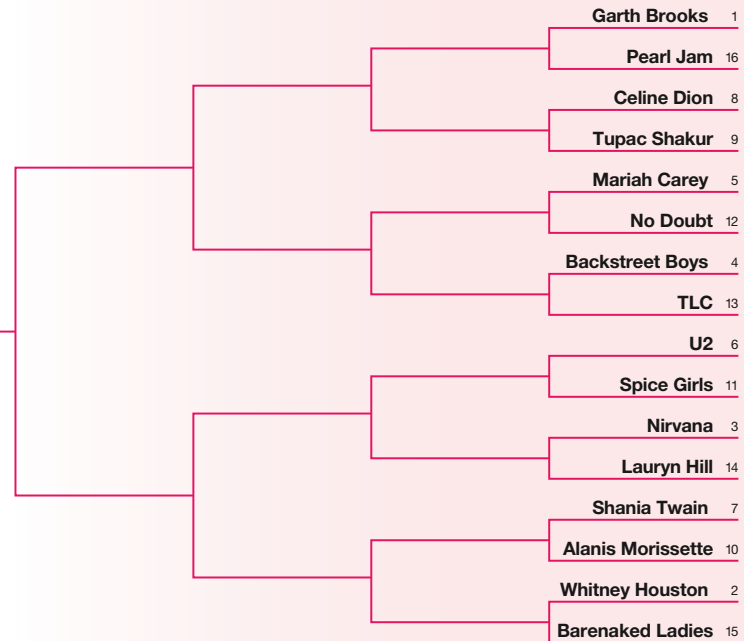 Garth Brooks 1
Pearl Jam 16
Celine Dion 8
Tupac Shakur 9
Mariah Carey 5
No Doubt 12
Backstreet Boys 4
TLC 13
U2 6
Spice Girls 11
Nirvana 3
Lauryn Hill 14
Shania Twain 7
Alanis Morissette 10
Whitney Houston 2
Barenaked Ladies 15